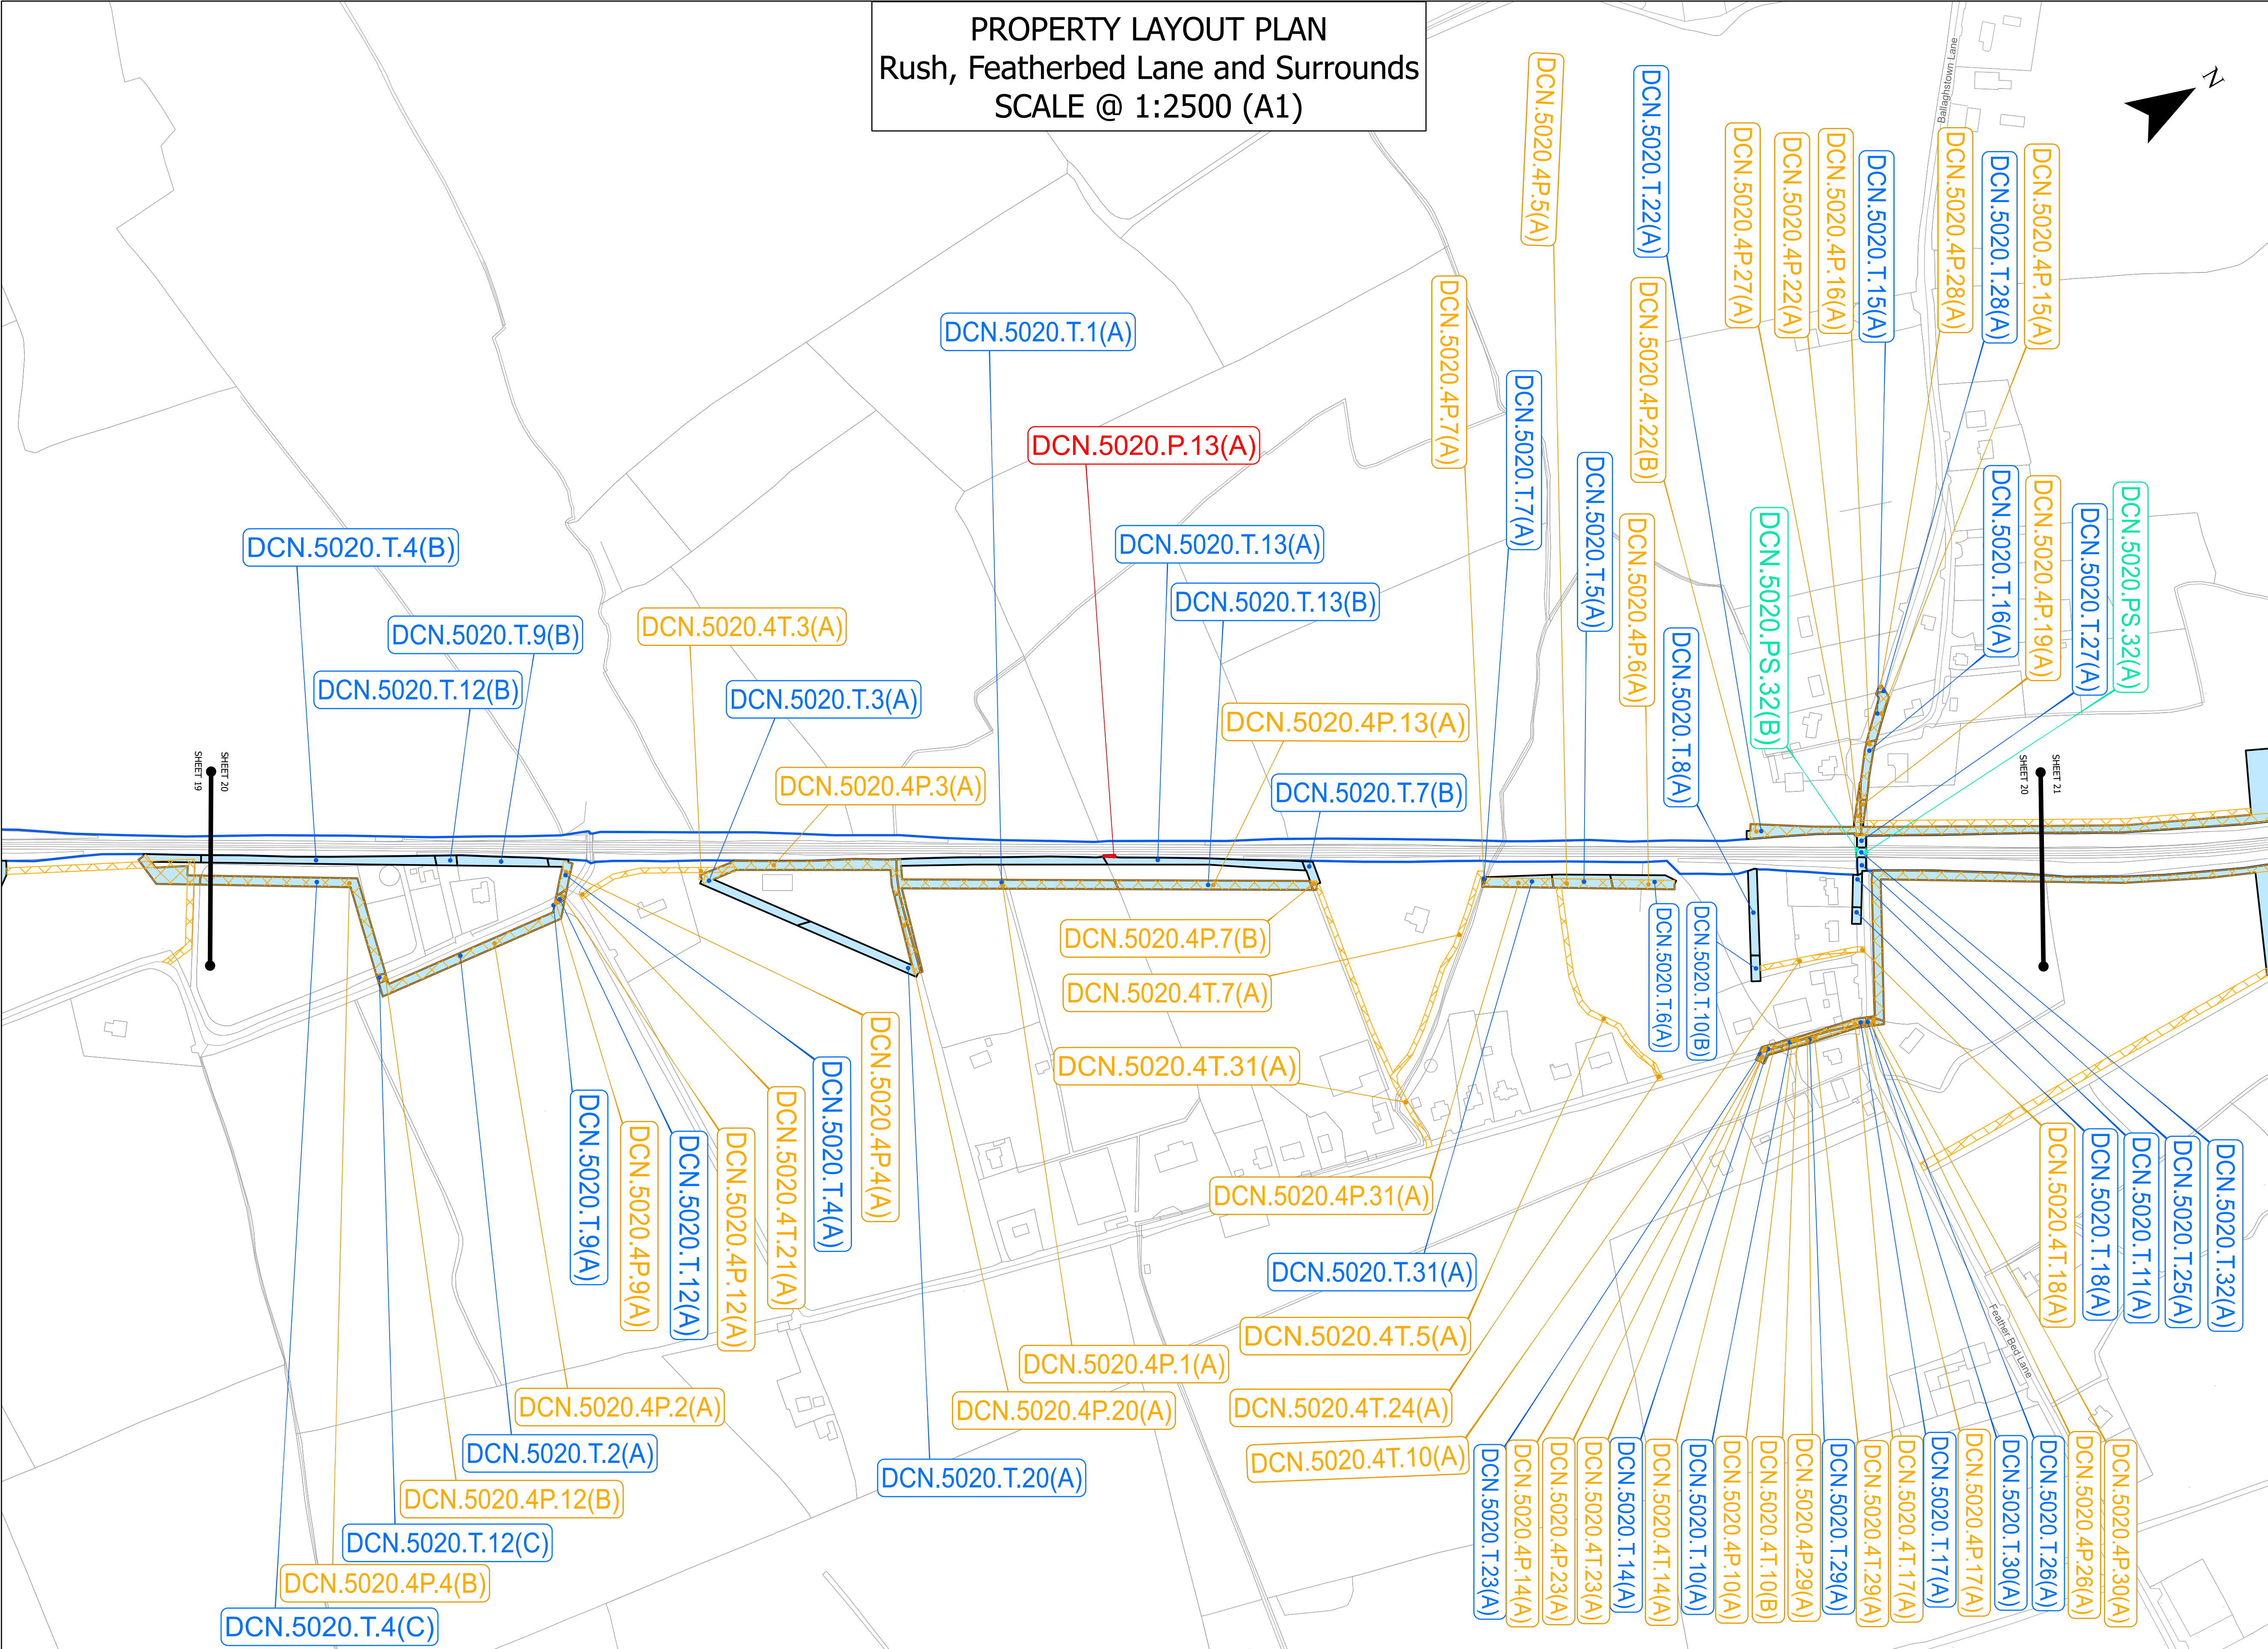 PROPERTY LAYOUT PLAN
Rush, Featherbed Lane and Surrounds
SCALE @ 1:2500 (A1)
N
Ballaghstown Lane
DCN.5020.4P.5(A)
DCN.5020.T.22(A)
DCN.5020.4P.27(A)
DCN.5020.4P.22(A)
DCN.5020.4P.16(A)
DCN.5020.T.15(A)
DCN.5020.4P.28(A)
DCN.5020.T.28(A)
DCN.5020.4P.15(A)
DCN.5020.T.1(A)
DCN.5020.P.13(A)
DCN.5020.4P.7(A)
DCN.5020.T.7(A)
DCN.5020.T.5(A)
DCN.5020.4P.22(B)
DCN.5020.4P.6(A)
DCN.5020.T.8(A)
DCN.5020.PS.32(B)
DCN.5020.T.16(A)
DCN.5020.4P.19(A)
DCN.5020.T.27(A)
DCN.5020.PS.32(A)
DCN.5020.T.4(B)
DCN.5020.T.13(A)
DCN.5020.T.13(B)
DCN.5020.T.9(B)
DCN.5020.4T.3(A)
DCN.5020.T.12(B)
DCN.5020.T.3(A)
DCN.5020.4P.13(A)
DCN.5020.4P.3(A)
DCN.5020.T.7(B)
SHEET 20
SHEET 19
SHEET 21
SHEET 20
DCN.5020.4P.7(B)
DCN.5020.4T.7(A)
DCN.5020.4T.31(A)
DCN.5020.T.6(A)
DCN.5020.T.10(B)
DCN.5020.4P.31(A)
DCN.5020.T.31(A)
DCN.5020.4T.5(A)
DCN.5020.4T.24(A)
DCN.5020.4T.10(A)
DCN.5020.T.9(A)
DCN.5020.4P.9(A)
DCN.5020.T.12(A)
DCN.5020.4P.12(A)
DCN.5020.4T.21(A)
DCN.5020.T.4(A)
DCN.5020.4P.4(A)
DCN.5020.4T.18(A)
DCN.5020.T.18(A)
DCN.5020.T.11(A)
DCN.5020.T.25(A)
DCN.5020.T.32(A)
Feather Bed Lane
DCN.5020.4P.1(A)
DCN.5020.4P.20(A)
DCN.5020.T.20(A)
DCN.5020.4P.2(A)
DCN.5020.T.2(A)
DCN.5020.4P.12(B)
DCN.5020.T.12(C)
DCN.5020.4P.4(B)
DCN.5020.T.4(C)
DCN.5020.T.23(A)
DCN.5020.4P.14(A)
DCN.5020.4P.23(A)
DCN.5020.4T.23(A)
DCN.5020.T.14(A)
DCN.5020.4T.14(A)
DCN.5020.T.10(A)
DCN.5020.4P.10(A)
DCN.5020.4T.10(B)
DCN.5020.4P.29(A)
DCN.5020.T.29(A)
DCN.5020.4T.29(A)
DCN.5020.4T.17(A)
DCN.5020.T.17(A)
DCN.5020.4P.17(A)
DCN.5020.T.30(A)
DCN.5020.T.26(A)
DCN.5020.4P.26(A)
DCN.5020.4P.30(A)